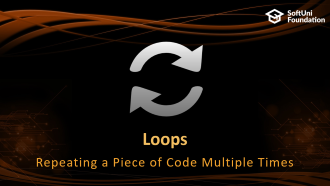 SoftUni
Foundation
Loops
Repeating a Piece of Code Multiple Times